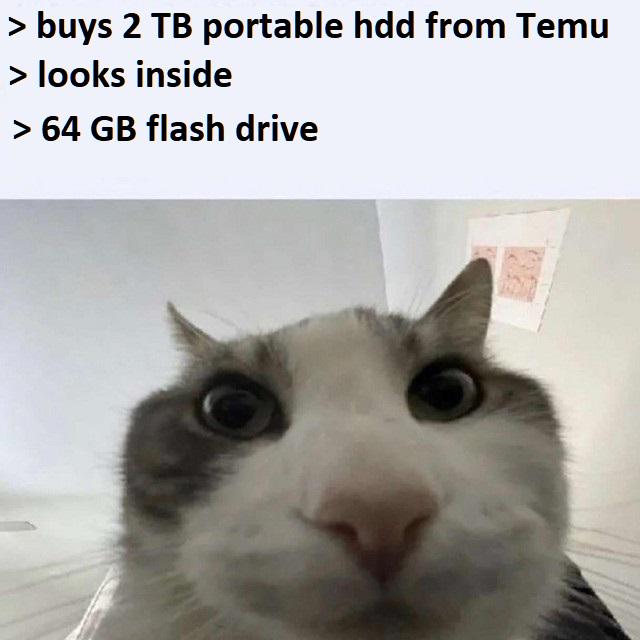 > buys 2 TB portable hdd from Temu
> looks inside
> 64 GB flash drive